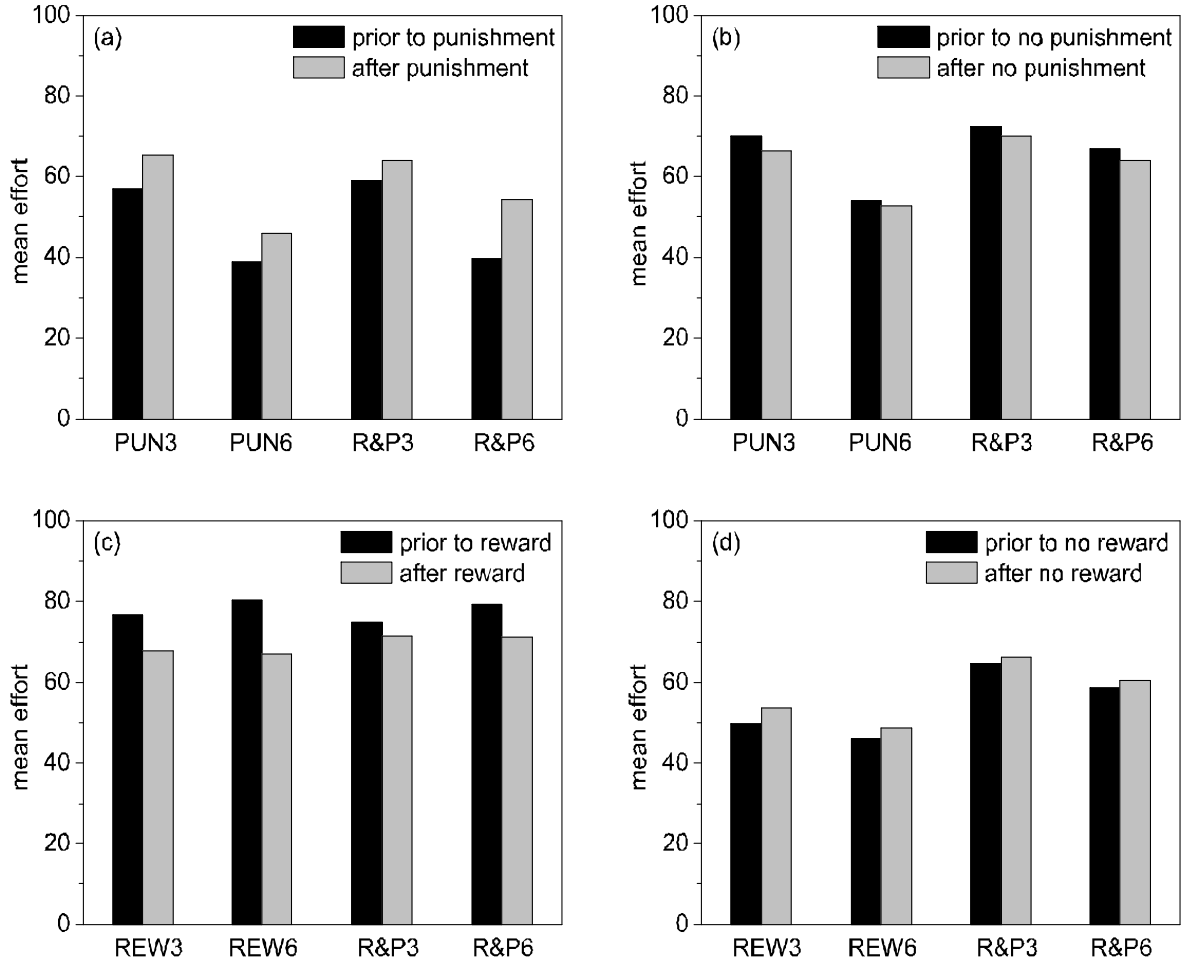 100
(a)
prior to punishment
after punishment
80
60
40
20
0
mean effort
PUN3 PUN6 R&P3 R&P6
100
(b)
prior to no punishment
after no punishment
80
60
40
20
0
mean effort
PUN3 PUN6 R&P3 R&P6
100
(c)
prior to reward
after reward
80
60
40
20
0
mean effort
REW3 REW6 R&P3 R&P6
100
(d)
prior to no reward
after no reward
80
60
40
20
0
mean effort
REW3 REW6 R&P3 R&P6